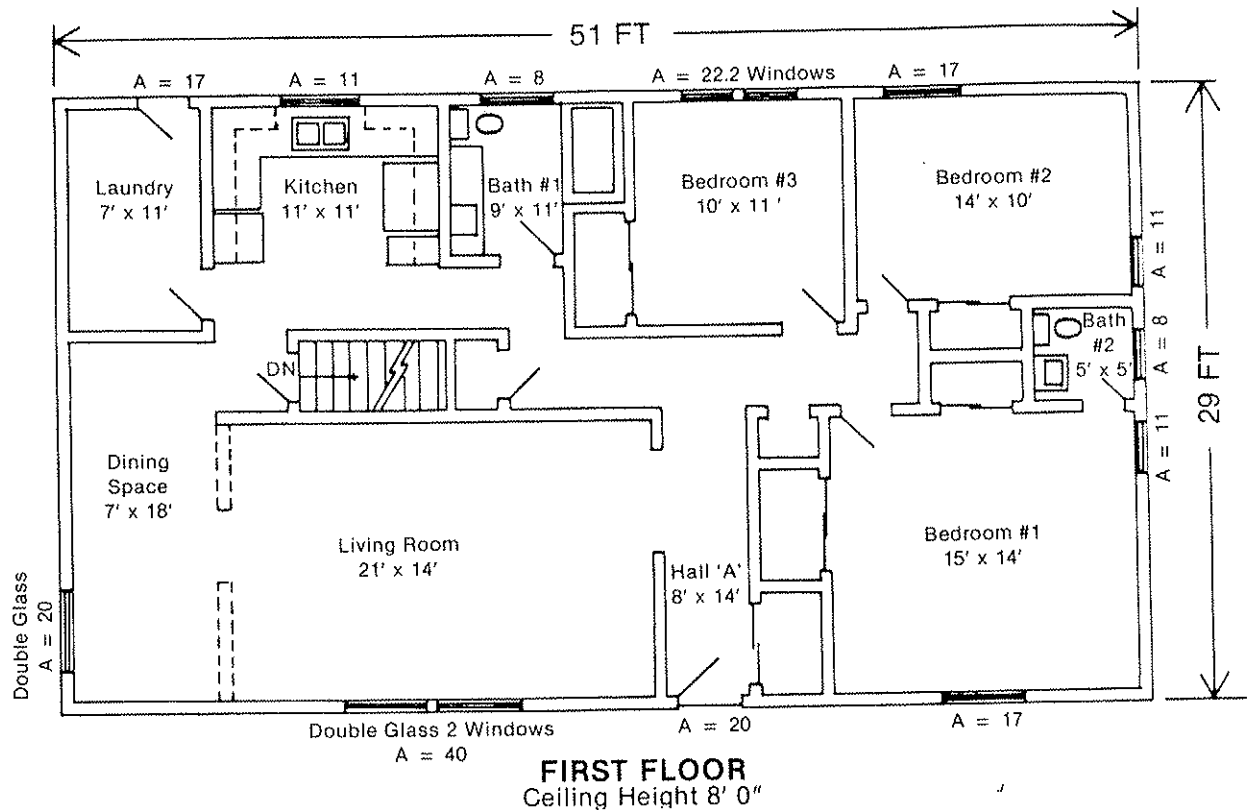 51 FT
A = 17
A = 11
A = 8
A = 22.2 Windows
A = 17
Laundry
7' x 11'
Kitchen
11' x 11'
Bath #1
9' x 11'
Bedroom #3
10' x 11'
Bedroom #2
14' x 10'
A = 11
A = 8
A = 11
29 FT
Bath
#2
5' x 5'
DN
Dining
Space
7' x 18'
Living Room
21' x 14'
Hall 'A'
8' x 14'
Bedroom #1
15' x 14'
Double Glass
A = 20
Double Glass 2 Windows
A = 40
A = 20
A = 17
FIRST FLOOR
Ceiling Height 8' 0"